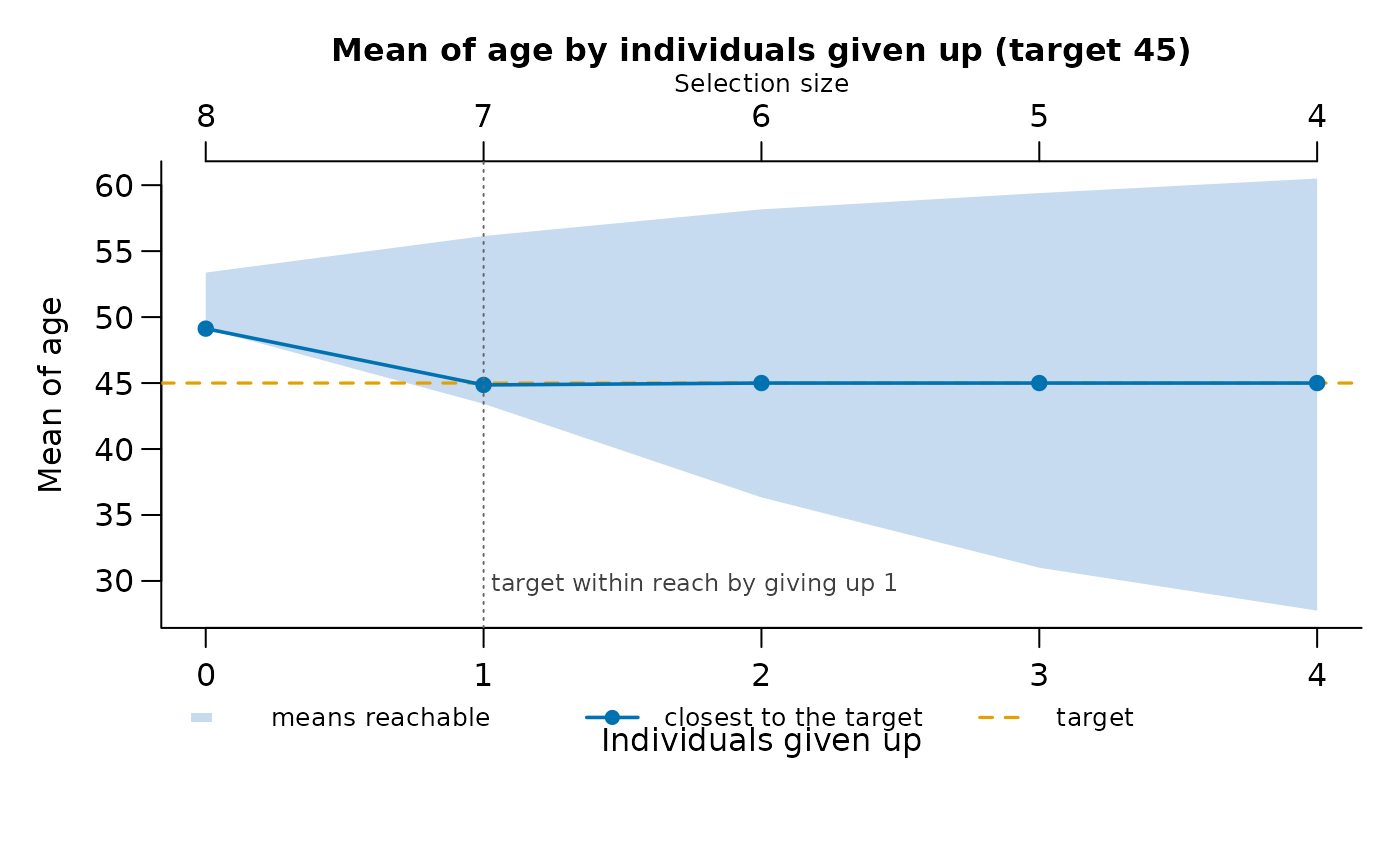 Mean of age by individuals given up (target 45)
Selection size
8 7 6 5 4
60
55
50
45
40
35
30
Mean of age
target within reach by giving up 1
0 1 2 3 4
means reachable closest to the target target
Individuals given up